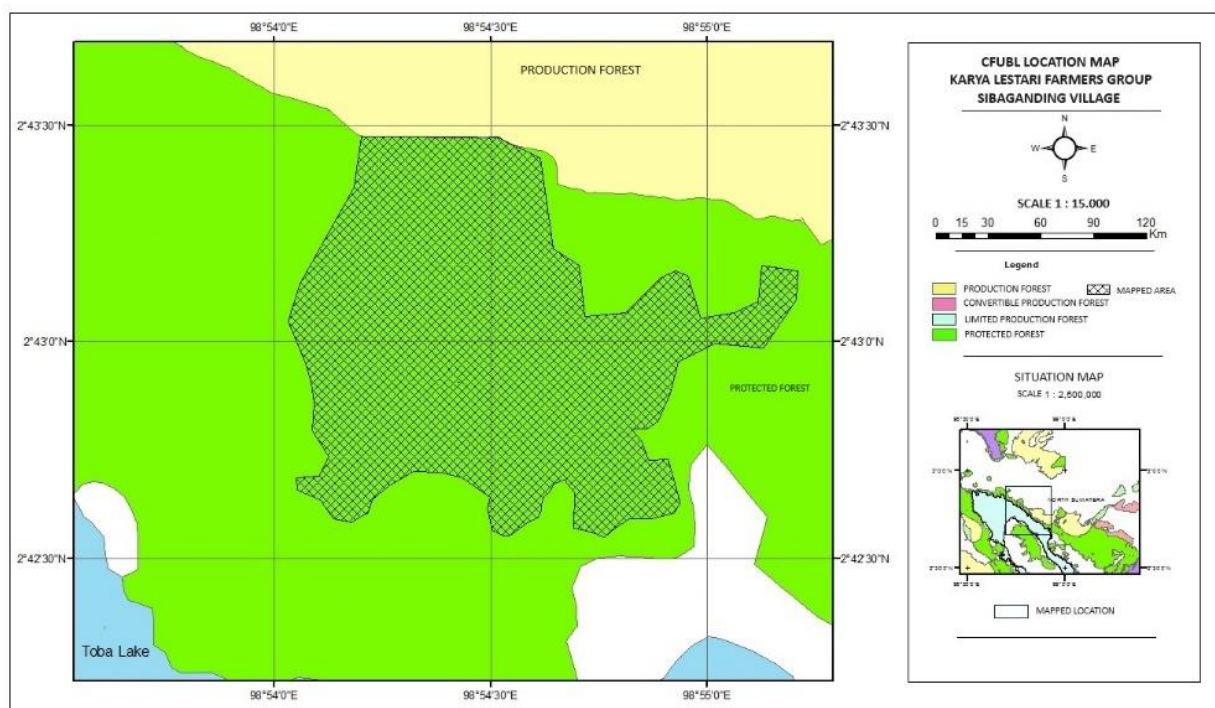 98°54'0"E 98°54'30"E 98°55'0"E
PRODUCTION FOREST
2°43'30"N 2°43'30"N
2°43'0"N 2°43'0"N
PROTECTED FOREST
2°42'30"N 2°42'30"N
Toba Lake
98°54'0"E 98°54'30"E 98°55'0"E
CFUBL LOCATION MAP
KARYA LESTARI FARMERS GROUP
SIBAGANDING VILLAGE
N
W E
S
SCALE 1 : 15.000
0 15 30 60 90 120
Km
Legend
PRODUCTION FOREST MAPPED AREA
CONVERTIBLE PRODUCTION FOREST
LIMITED PRODUCTION FOREST
PROTECTED FOREST
SITUATION MAP
SCALE 1 : 2,500,000
NORTH SUMATERA
MAPPED LOCATION